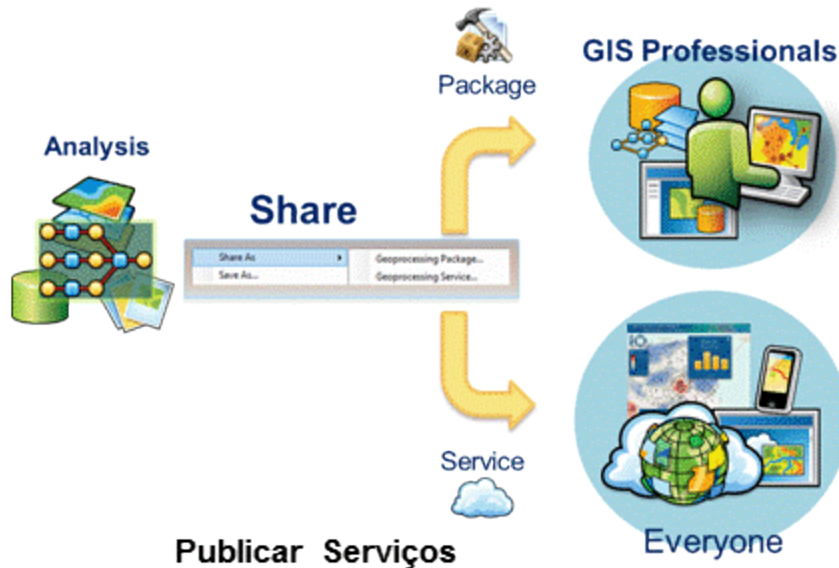 Package
GIS Professionals
Analysis
Share
Share As
Geoprocessing Package...
Save As...
Geoprocessing Service...
Service
Everyone
Publicar Serviços